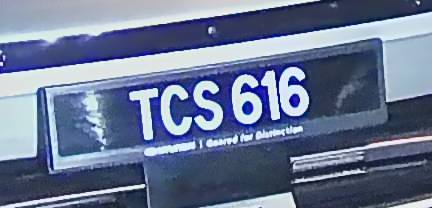 TCS 616
| Geared for Distinction